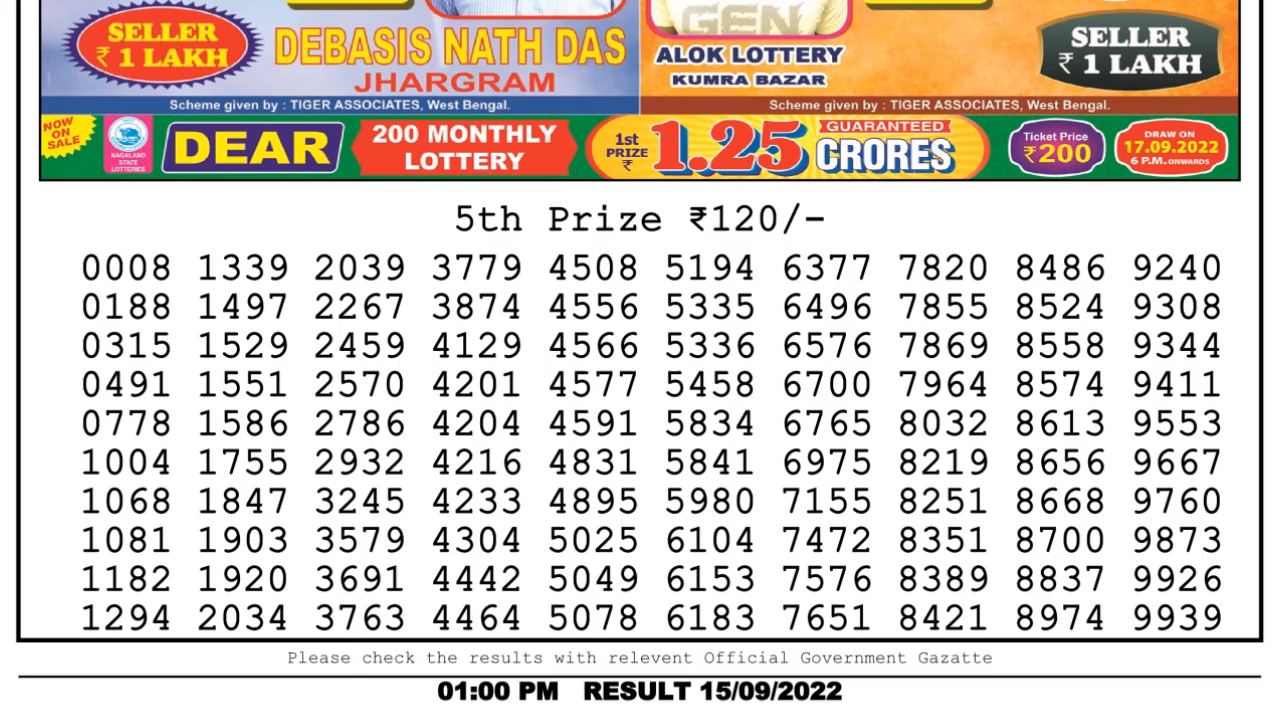 SELLER
₹ 1 LAKH
DEBASIS NATH DAS
JHARGRAM
GEN
ALOK LOTTERY
KUMRA BAZAR
SELLER
₹ 1 LAKH
Scheme given by : TIGER ASSOCIATES, West Bengal.
Scheme given by : TIGER ASSOCIATES, West Bengal.
NOW
ON
SALE
NAGALAND
STATE
LOTTERIES
DEAR
200 MONTHLY
LOTTERY
1st
PRIZE
₹
1.25
GUARANTEED
CRORES
Ticket Price
₹200
DRAW ON
17.09.2022
6 P.M. ONWARDS
5th Prize ₹120/-
0008 1339 2039 3779 4508 5194 6377 7820 8486 9240
0188 1497 2267 3874 4556 5335 6496 7855 8524 9308
0315 1529 2459 4129 4566 5336 6576 7869 8558 9344
0491 1551 2570 4201 4577 5458 6700 7964 8574 9411
0778 1586 2786 4204 4591 5834 6765 8032 8613 9553
1004 1755 2932 4216 4831 5841 6975 8219 8656 9667
1068 1847 3245 4233 4895 5980 7155 8251 8668 9760
1081 1903 3579 4304 5025 6104 7472 8351 8700 9873
1182 1920 3691 4442 5049 6153 7576 8389 8837 9926
1294 2034 3763 4464 5078 6183 7651 8421 8974 9939
Please check the results with relevent Official Government Gazatte
01:00 PM RESULT 15/09/2022